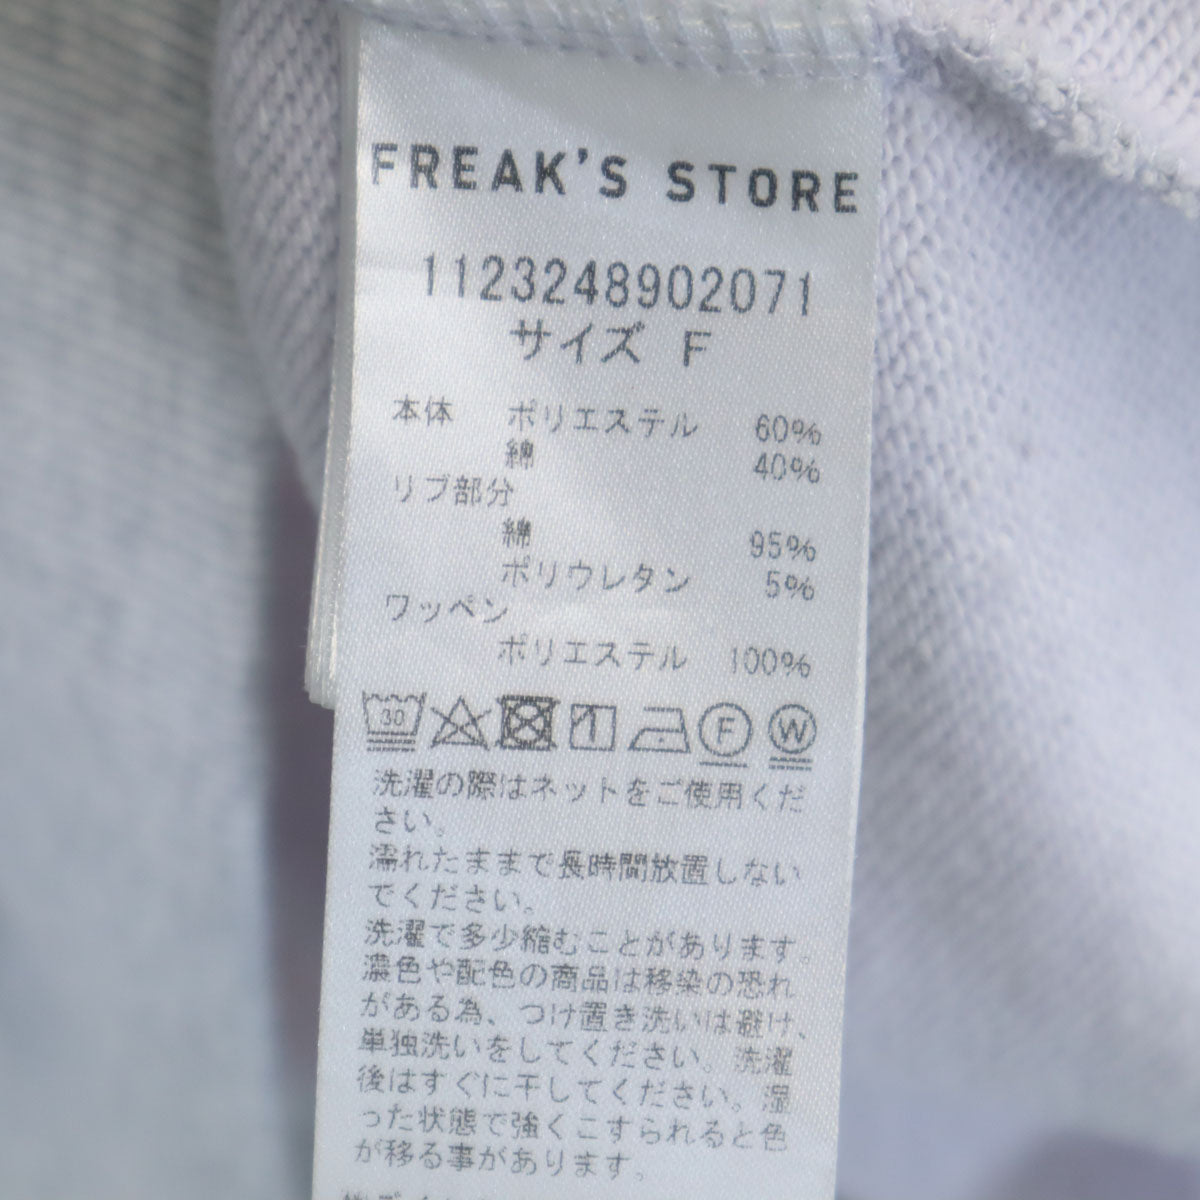 FREAK'S STORE
1123248902071
サイズ F
本体 ポリエステル 60%
綿 40%
リブ部分
綿 95%
ポリウレタン 5%
ワッペン
ポリエステル 100%
30 F W
洗濯の際はネットをご使用くだ
さい。
濡れたままで長時間放置しない
でください。
洗濯で多少縮むことがあります。
濃色や配色の商品は移染の恐れ
がある為、つけ置き洗いは避け、
単独洗いをしてください。洗濯
後はすぐに干してください。湿
った状態で強くこすられると色
が移る事があります。